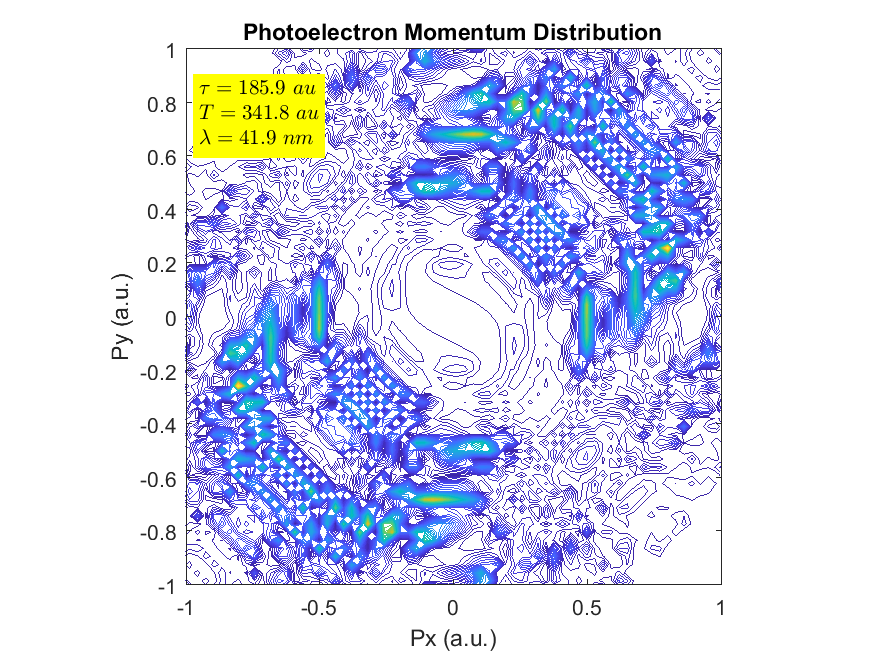 Photoelectron Momentum Distribution
τ = 185.9 au
T = 341.8 au
λ = 41.9 nm
1
0.8
0.6
0.4
0.2
0
-0.2
-0.4
-0.6
-0.8
-1
Py (a.u.)
-1
-0.5
0
0.5
1
Px (a.u.)